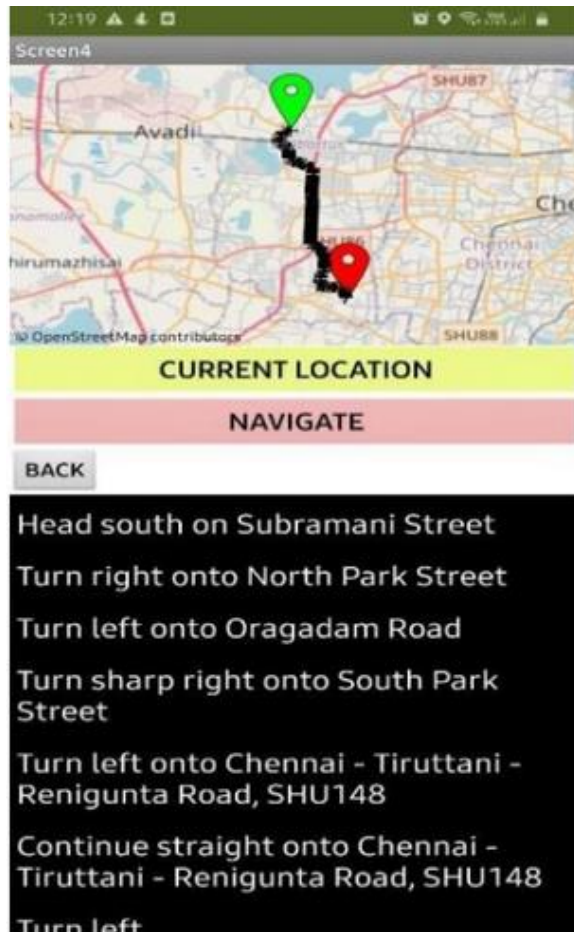 12:19
Screen4
SHU87
Avadi
Che
SHU86
Chennai
District
hirumazhisai
© OpenStreetMap contributors
SHU88
CURRENT LOCATION
NAVIGATE
BACK
Head south on Subramani Street
Turn right onto North Park Street
Turn left onto Oragadam Road
Turn sharp right onto South Park
Street
Turn left onto Chennai - Tiruttani -
Renigunta Road, SHU148
Continue straight onto Chennai -
Tiruttani - Renigunta Road, SHU148
Turn left